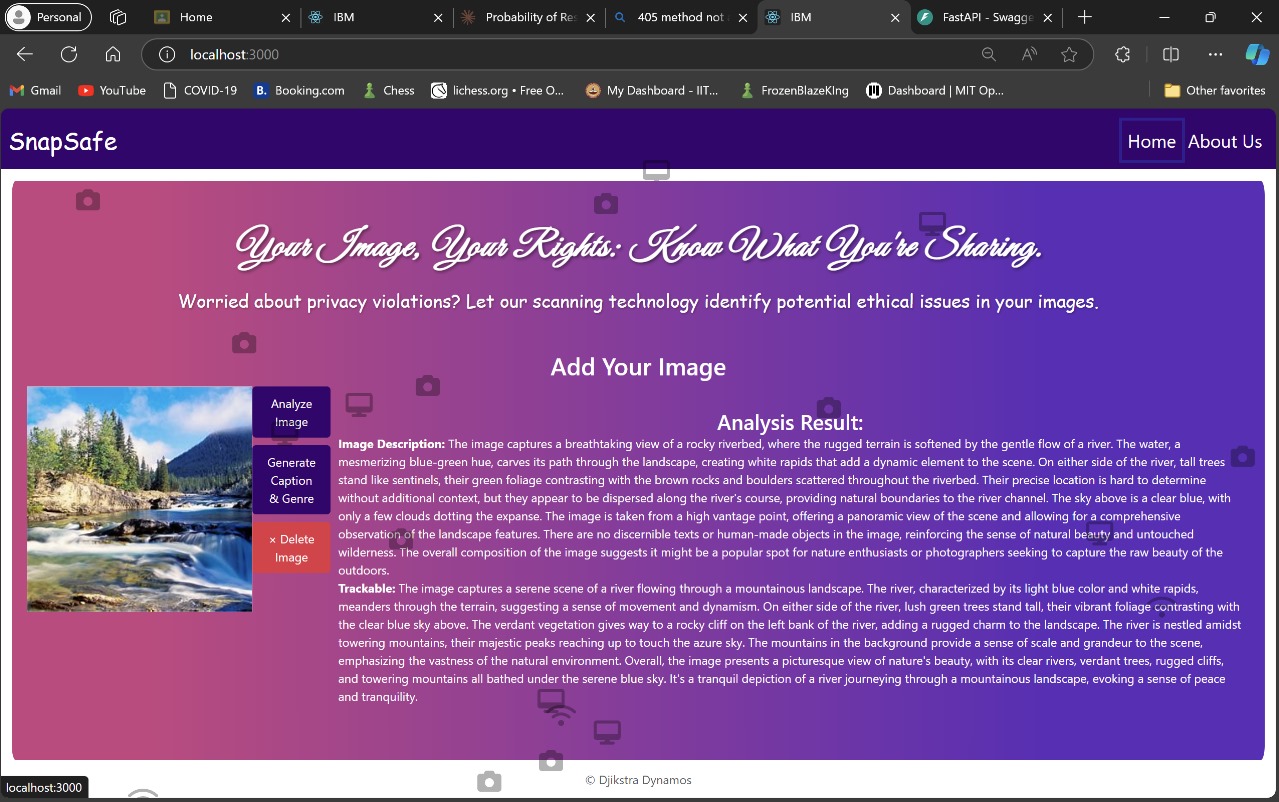 Personal
Home
IBM
Probability of Res
405 method not a
IBM
FastAPI - Swagge
localhost:3000
Gmail
YouTube
COVID-19
B. Booking.com
Chess
lichess.org • Free O...
My Dashboard - IIT...
FrozenBlazeKIng
Dashboard | MIT Op...
Other favorites
SnapSafe
Home
About Us
Your Image, Your Rights: Know What You're Sharing.
Worried about privacy violations? Let our scanning technology identify potential ethical issues in your images.
Add Your Image
Analyze
Image
Generate
Caption
& Genre
× Delete
Image
Analysis Result:
Image Description: The image captures a breathtaking view of a rocky riverbed, where the rugged terrain is softened by the gentle flow of a river. The water, a
mesmerizing blue-green hue, carves its path through the landscape, creating white rapids that add a dynamic element to the scene. On either side of the river, tall trees
stand like sentinels, their green foliage contrasting with the brown rocks and boulders scattered throughout the riverbed. Their precise location is hard to determine
without additional context, but they appear to be dispersed along the river's course, providing natural boundaries to the river channel. The sky above is a clear blue, with
only a few clouds dotting the expanse. The image is taken from a high vantage point, offering a panoramic view of the scene and allowing for a comprehensive
observation of the landscape features. There are no discernible texts or human-made objects in the image, reinforcing the sense of natural beauty and untouched
wilderness. The overall composition of the image suggests it might be a popular spot for nature enthusiasts or photographers seeking to capture the raw beauty of the
outdoors.
Trackable: The image captures a serene scene of a river flowing through a mountainous landscape. The river, characterized by its light blue color and white rapids,
meanders through the terrain, suggesting a sense of movement and dynamism. On either side of the river, lush green trees stand tall, their vibrant foliage contrasting with
the clear blue sky above. The verdant vegetation gives way to a rocky cliff on the left bank of the river, adding a rugged charm to the landscape. The river is nestled amidst
towering mountains, their majestic peaks reaching up to touch the azure sky. The mountains in the background provide a sense of scale and grandeur to the scene,
emphasizing the vastness of the natural environment. Overall, the image presents a picturesque view of nature's beauty, with its clear rivers, verdant trees, rugged cliffs,
and towering mountains all bathed under the serene blue sky. It's a tranquil depiction of a river journeying through a mountainous landscape, evoking a sense of peace
and tranquility.
© Djikstra Dynamos
localhost:3000